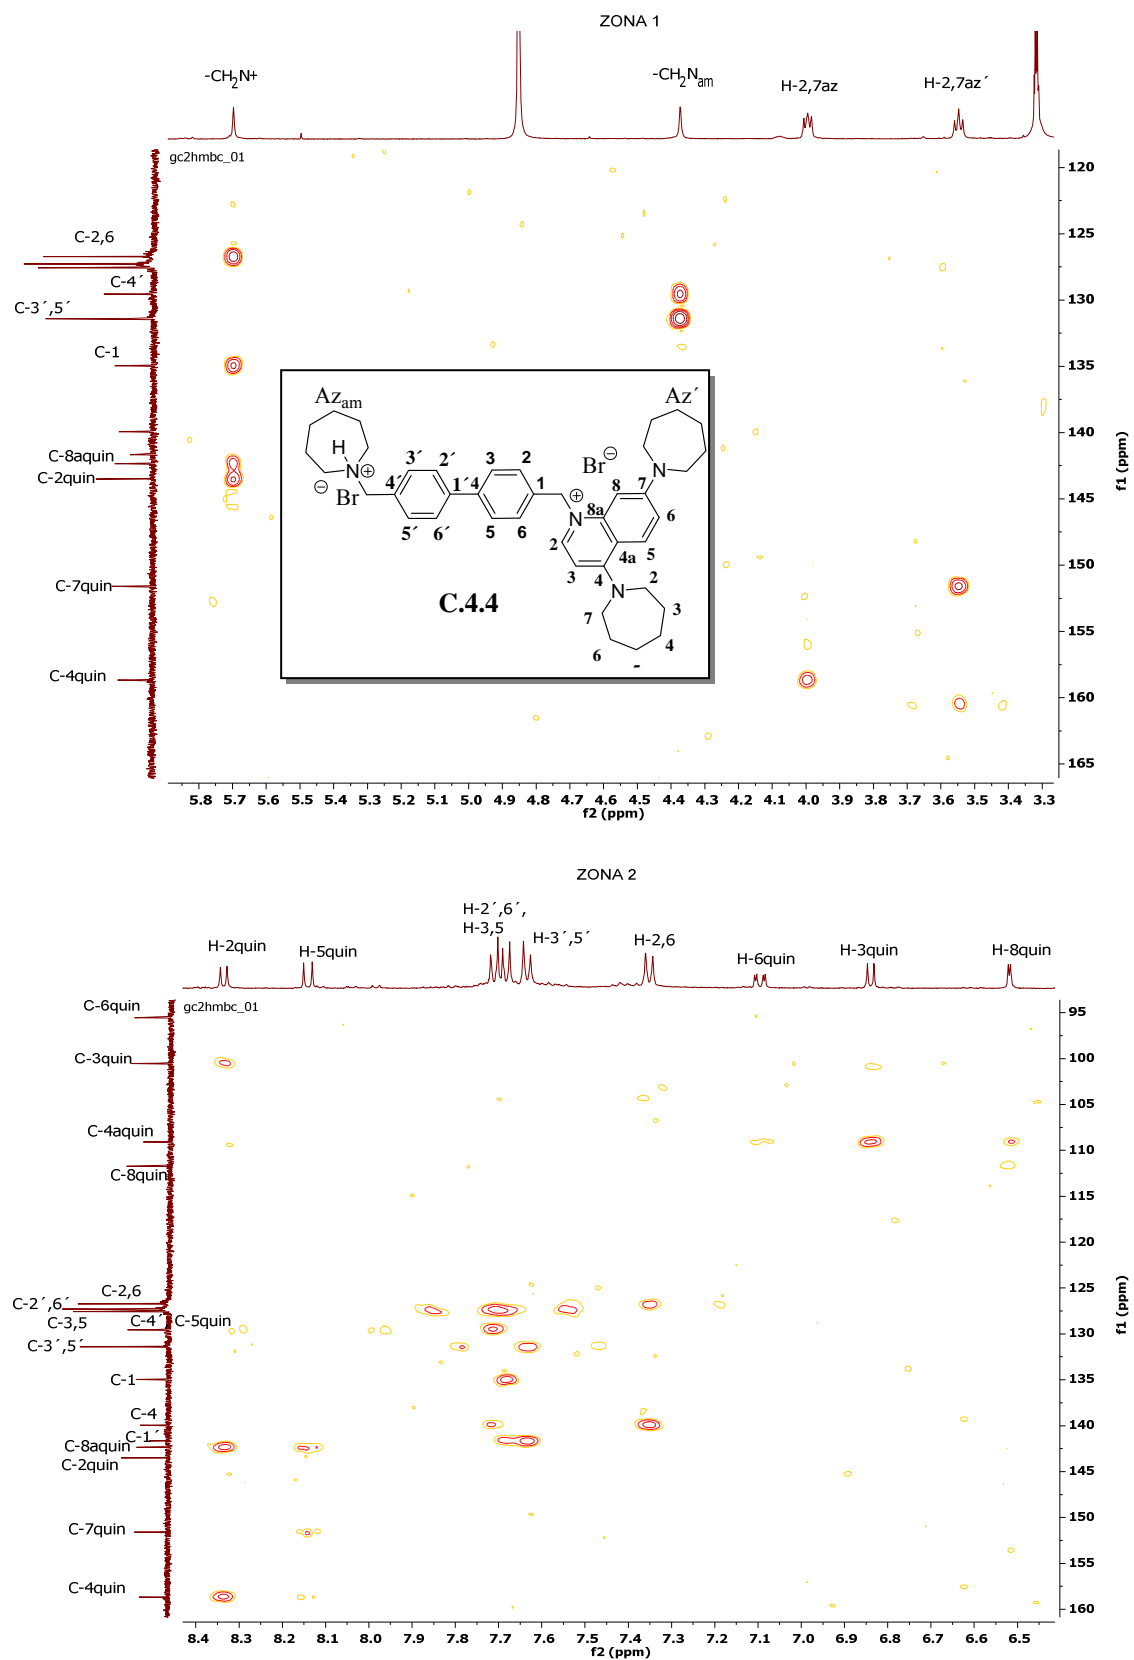 ZONA 1
-CH2N+
-CH2Nam
H-2,7az
H-2,7az´
gc2hmbc_01
C-2,6
C-4´
C-3´,5´
C-1
C-8aquin
C-2quin
C-7quin
C-4quin
120
125
130
135
140
145
150
155
160
165
f1 (ppm)
Azam
Az´
H
N
⊕
⊖
Br
3´
2´
3
2
4´
1´
4
1
5´
6´
5
6
Br⊖
N
7
8
8a
⊕
N
6
2
4a
5
3
4
2
N
C.4.4
7
3
6
4
5.8 5.7 5.6 5.5 5.4 5.3 5.2 5.1 5.0 4.9 4.8 4.7 4.6 4.5 4.4 4.3 4.2 4.1 4.0 3.9 3.8 3.7 3.6 3.5 3.4 3.3
f2 (ppm)
ZONA 2
H-2´,6´,
H-3,5
H-2quin
H-5quin
H-3´,5´
H-2,6
H-6quin
H-3quin
H-8quin
gc2hmbc_01
C-6quin
C-3quin
C-4aquin
C-8quin
C-2,6
C-2´,6´
C-3,5
C-4´
C-5quin
C-3´,5´
C-1
C-4
C-1´
C-8aquin
C-2quin
C-7quin
C-4quin
95
100
105
110
115
120
125
130
135
140
145
150
155
160
f1 (ppm)
8.4 8.3 8.2 8.1 8.0 7.9 7.8 7.7 7.6 7.5 7.4 7.3 7.2 7.1 7.0 6.9 6.8 6.7 6.6 6.5
f2 (ppm)